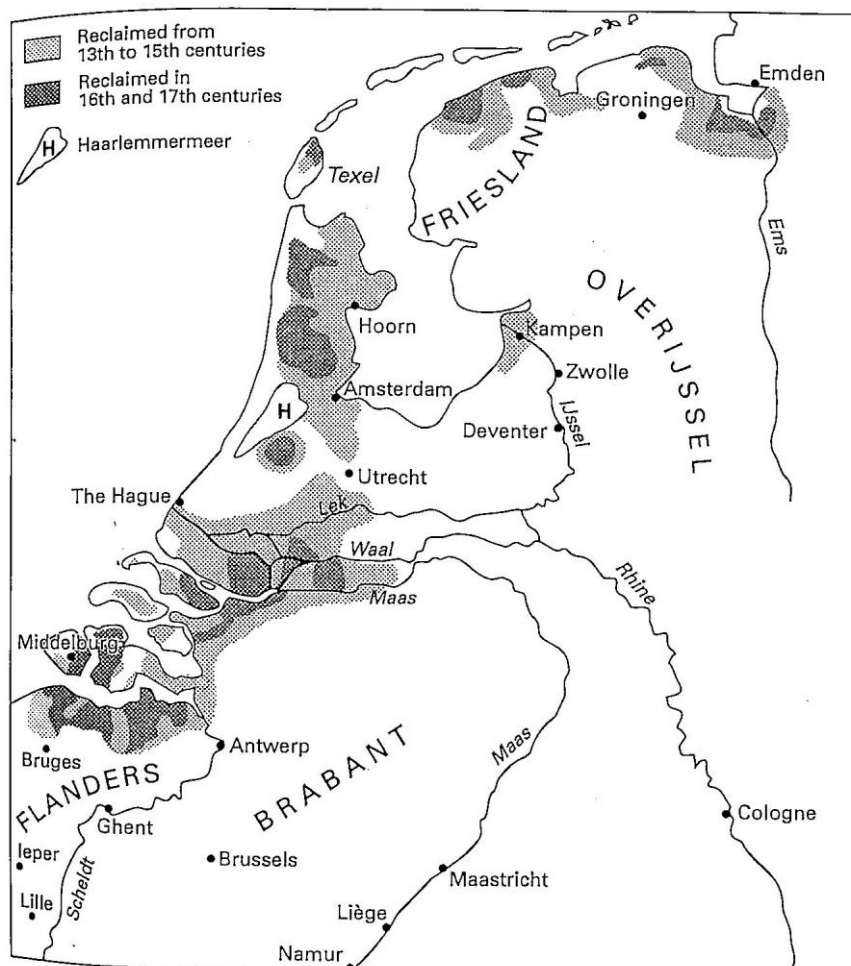 Reclaimed from
13th to 15th centuries
Reclaimed in
16th and 17th centuries
H
Haarlemmermeer
Texel
FRIESLAND
Groningen
Emden
Ems
OVERIJSSEL
Hoorn
Kampen
Zwolle
Amsterdam
H
IJssel
Deventer
Utrecht
The Hague
Lek
Waal
Maas
Rhine
Middelburg
Maas
Antwerp
Bruges
FLANDERS
BRABANT
Ghent
Cologne
Ieper
Brussels
Maastricht
Scheldt
Lille
Liège
Namur